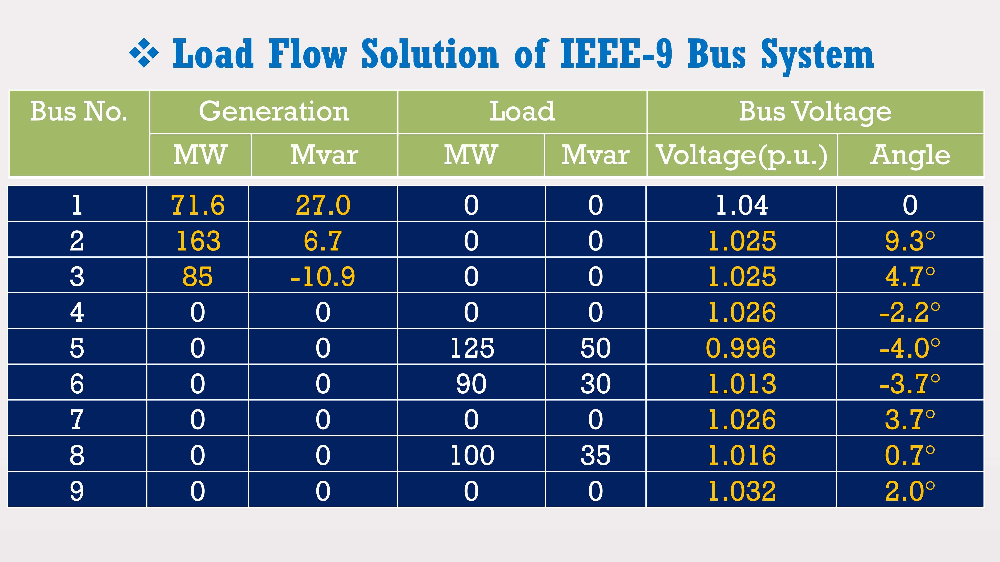 ❖ Load Flow Solution of IEEE-9 Bus System
Bus No. Generation Load Bus Voltage
MW Mvar MW Mvar Voltage(p.u.) Angle
1 71.6 27.0 0 0 1.04 0
2 163 6.7 0 0 1.025 9.3°
3 85 -10.9 0 0 1.025 4.7°
4 0 0 0 0 1.026 -2.2°
5 0 0 125 50 0.996 -4.0°
6 0 0 90 30 1.013 -3.7°
7 0 0 0 0 1.026 3.7°
8 0 0 100 35 1.016 0.7°
9 0 0 0 0 1.032 2.0°